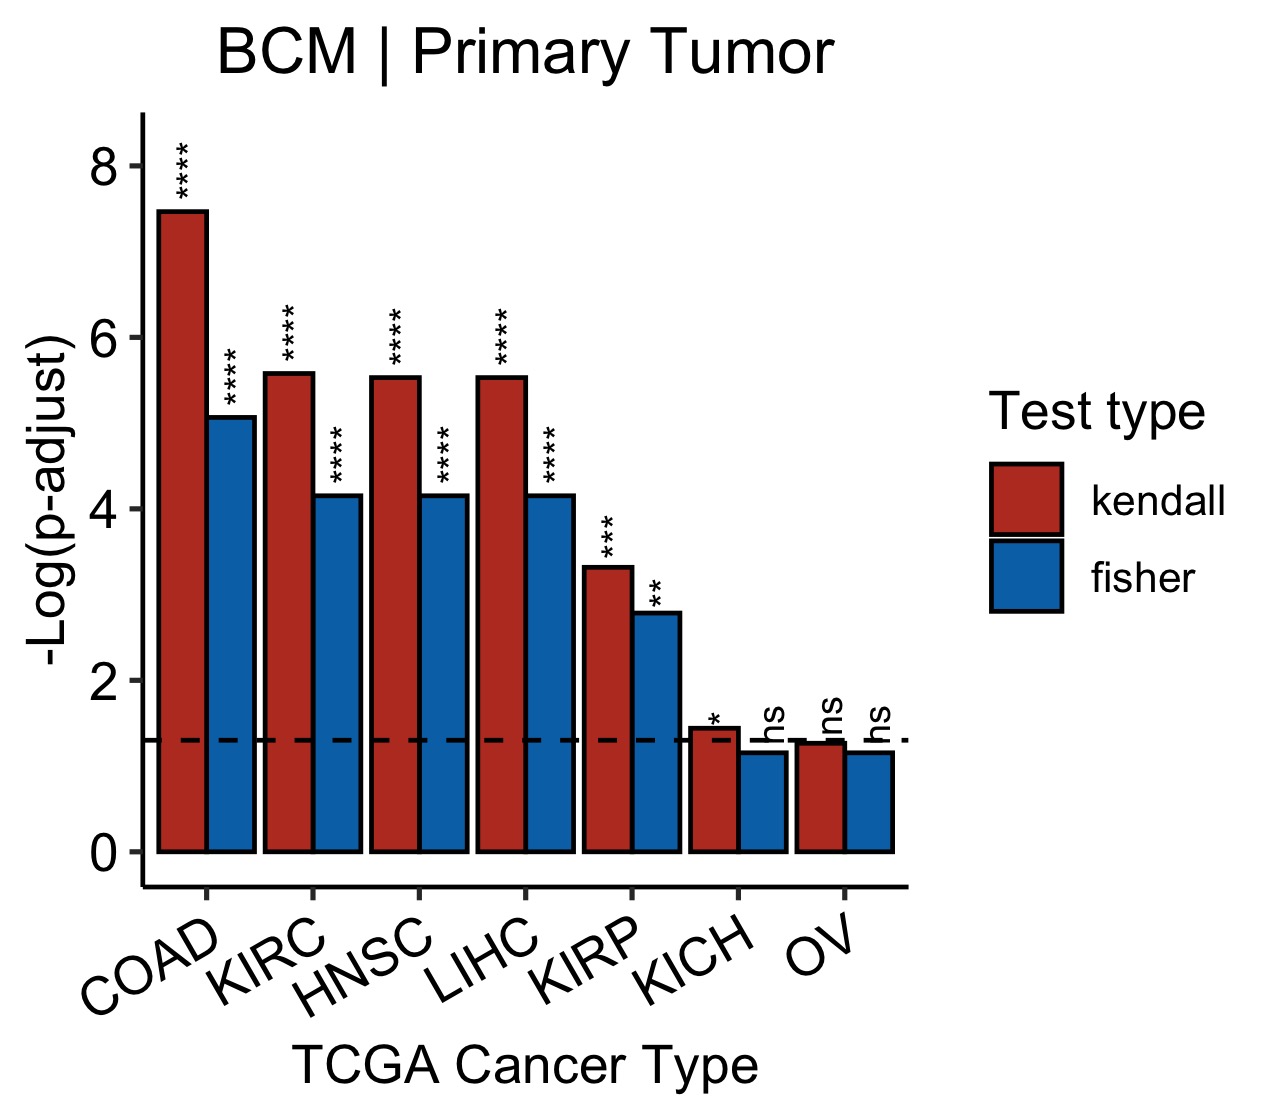 BCM | Primary Tumor
-Log(p-adjust)
8
6
4
2
0
****
****
****
****
****
****
****
****
***
**
*
ns
ns
ns
COAD
KIRC
HNSC
LIHC
KIRP
KICH
OV
TCGA Cancer Type
Test type
kendall
fisher